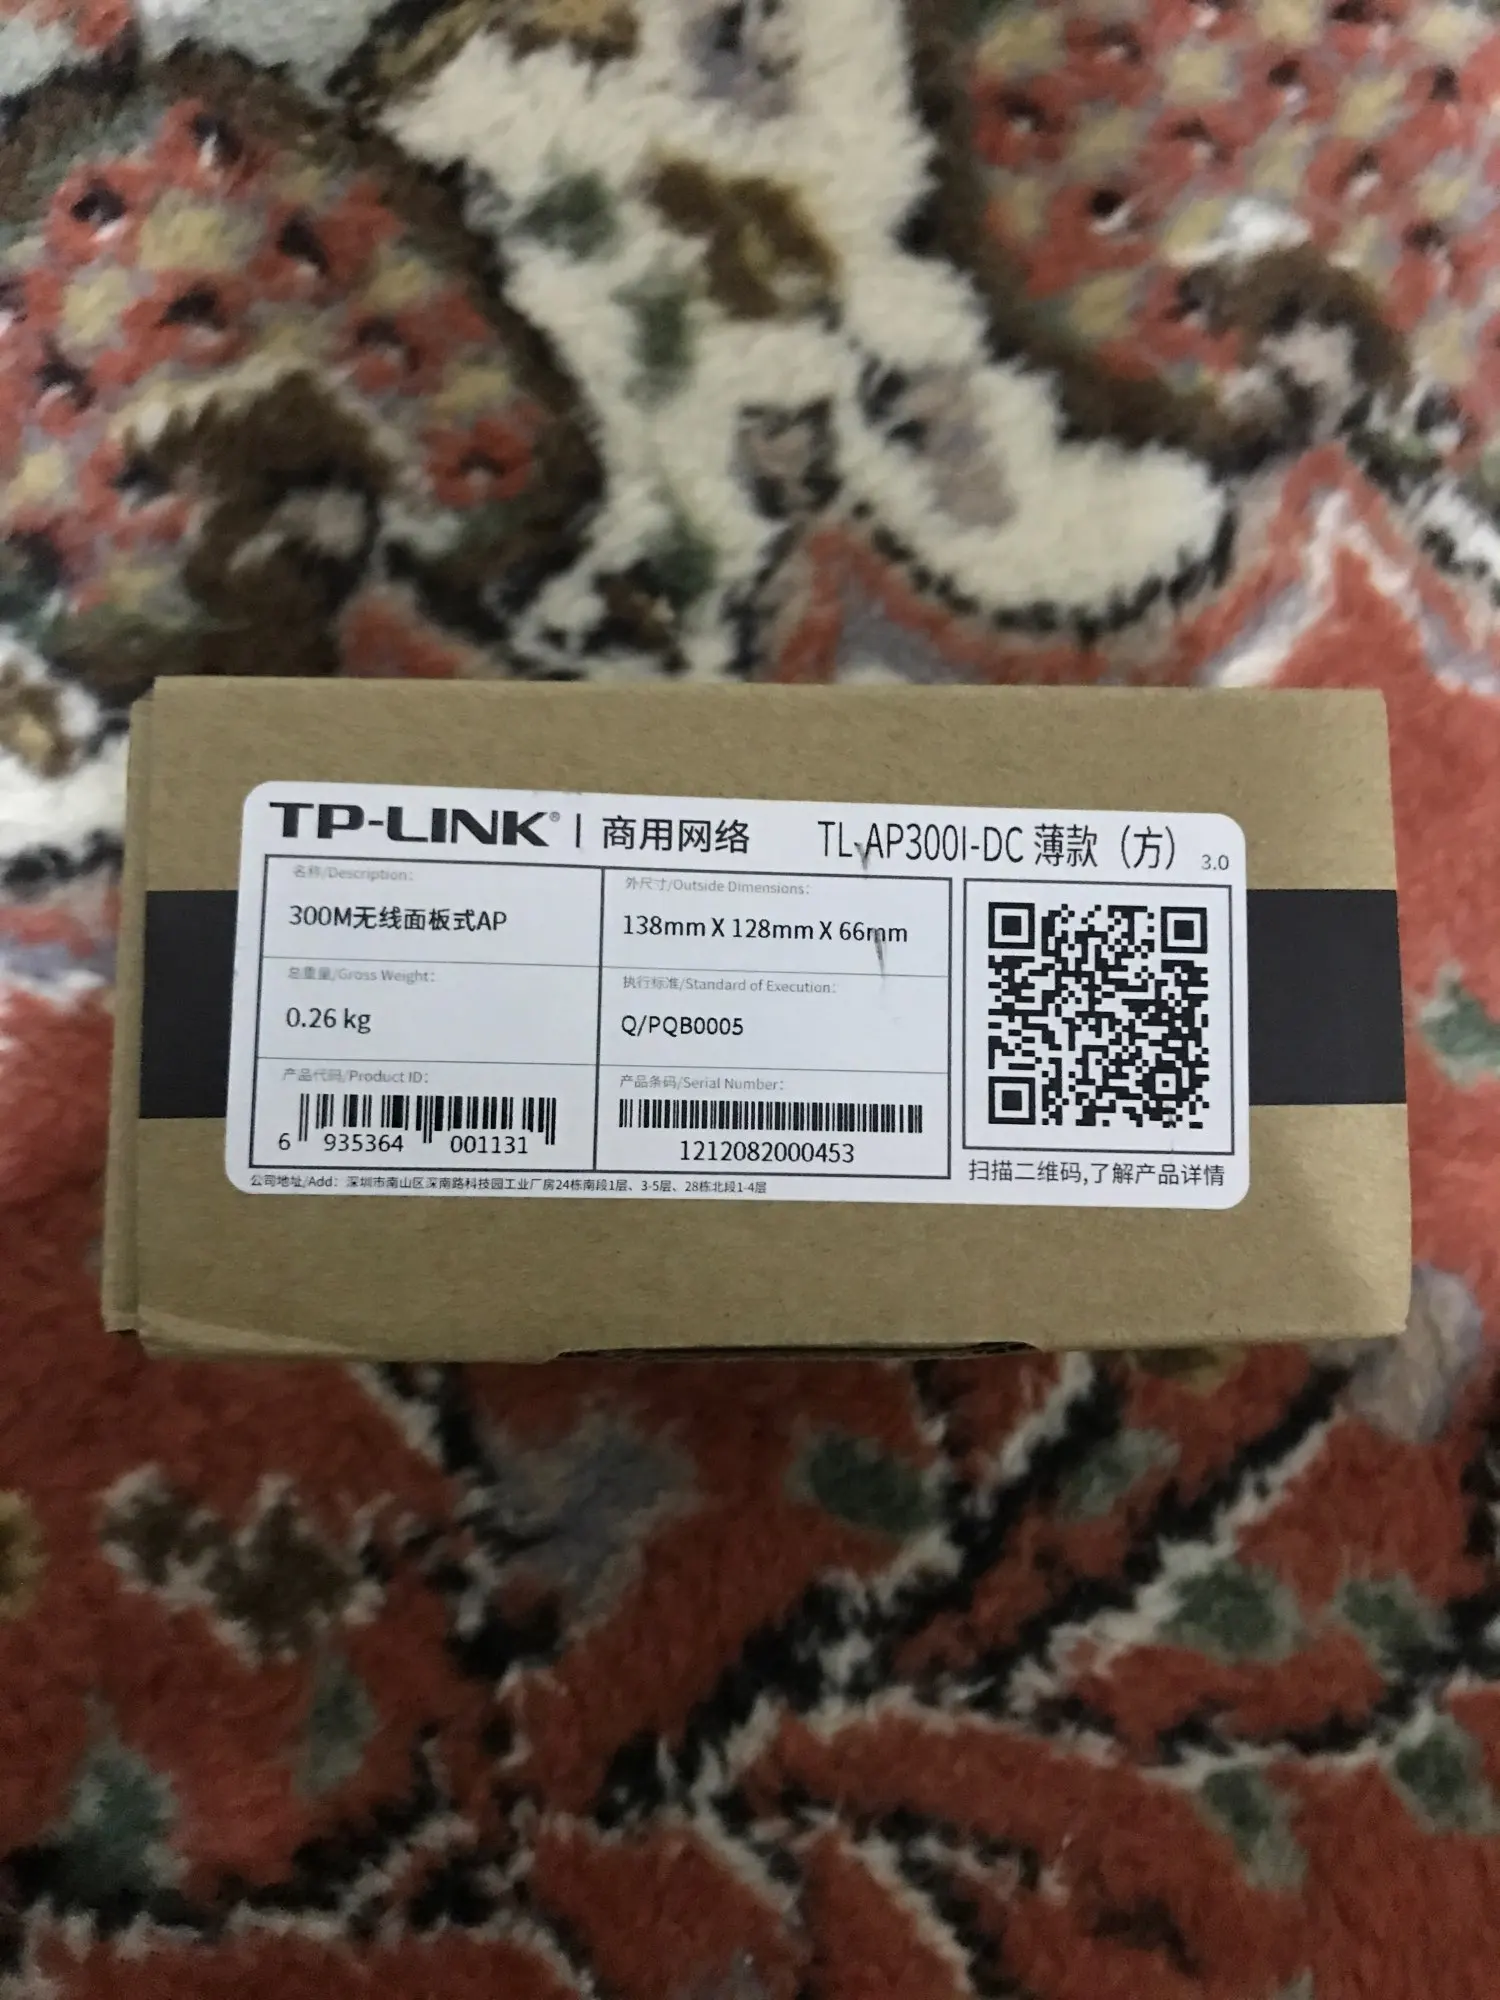 TP-LINK® | 商用网络 TL-AP300I-DC 薄款（方） 3.0
名称/Description:
300M无线面板式AP
外尺寸/Outside Dimensions:
138mm X 128mm X 66mm
总重量/Gross Weight:
0.26 kg
执行标准/Standard of Execution:
Q/PQB0005
产品代码/Product ID:
6 935364 001131
产品条码/Serial Number:
1212082000453
扫描二维码,了解产品详情
公司地址/Add: 深圳市南山区深南路科技园工业厂房24栋南段1层、3-5层、28栋北段1-4层